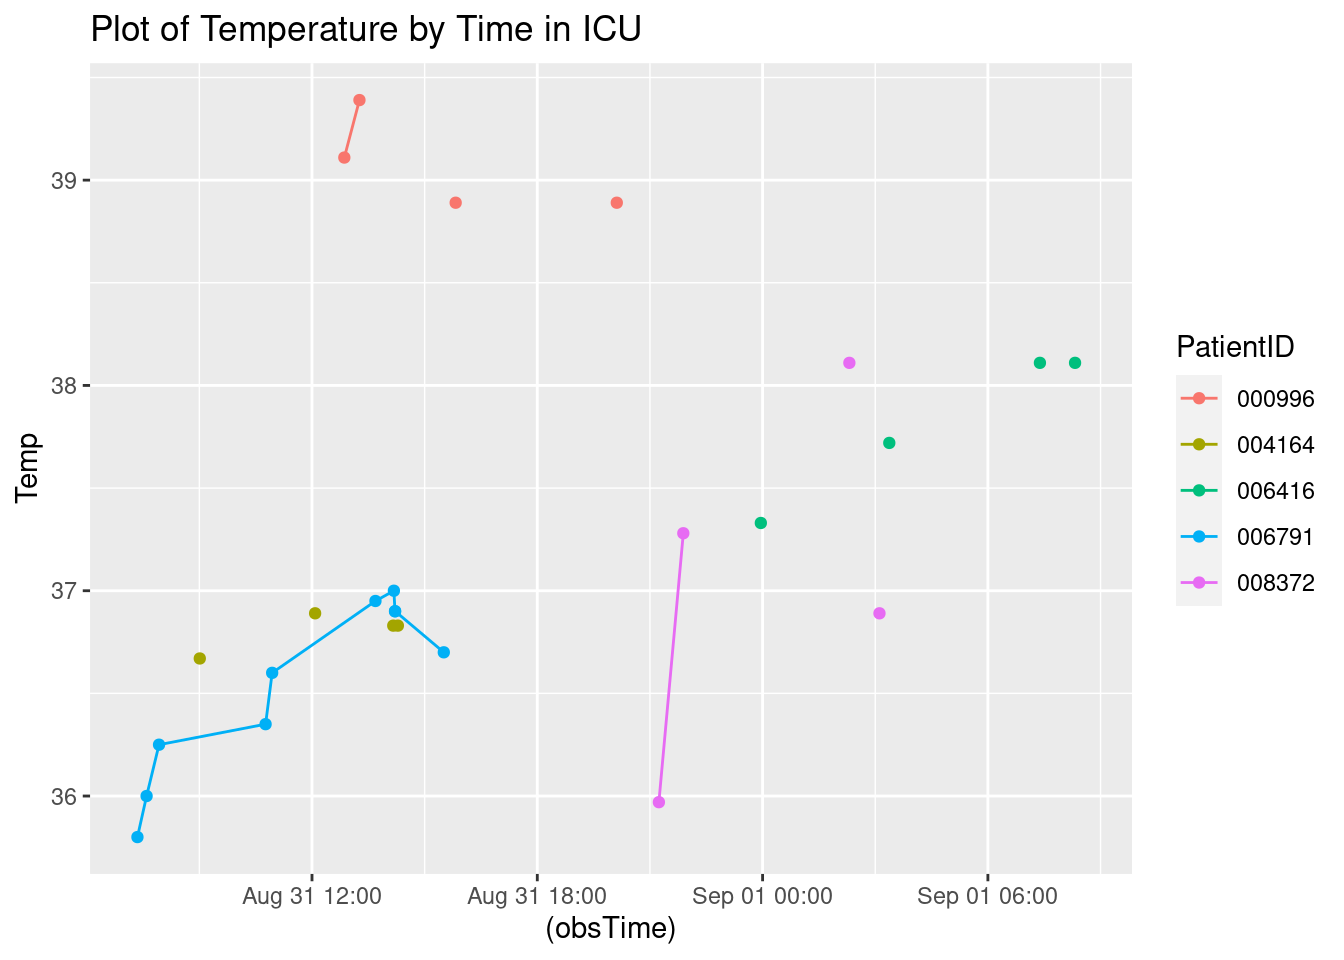 Plot of Temperature by Time in ICU
39
38
37
36
Temp
Aug 31 12:00
Aug 31 18:00
Sep 01 00:00
Sep 01 06:00
(obsTime)
PatientID
000996
004164
006416
006791
008372